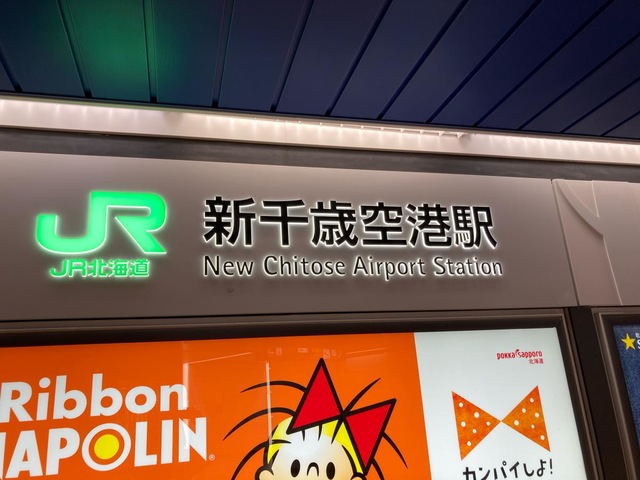 JR
JR北海道
新千歳空港駅
New Chitose Airport Station
Ribbon
NAPOLIN®
pokka sapporo
北海道
カンパイしよ!